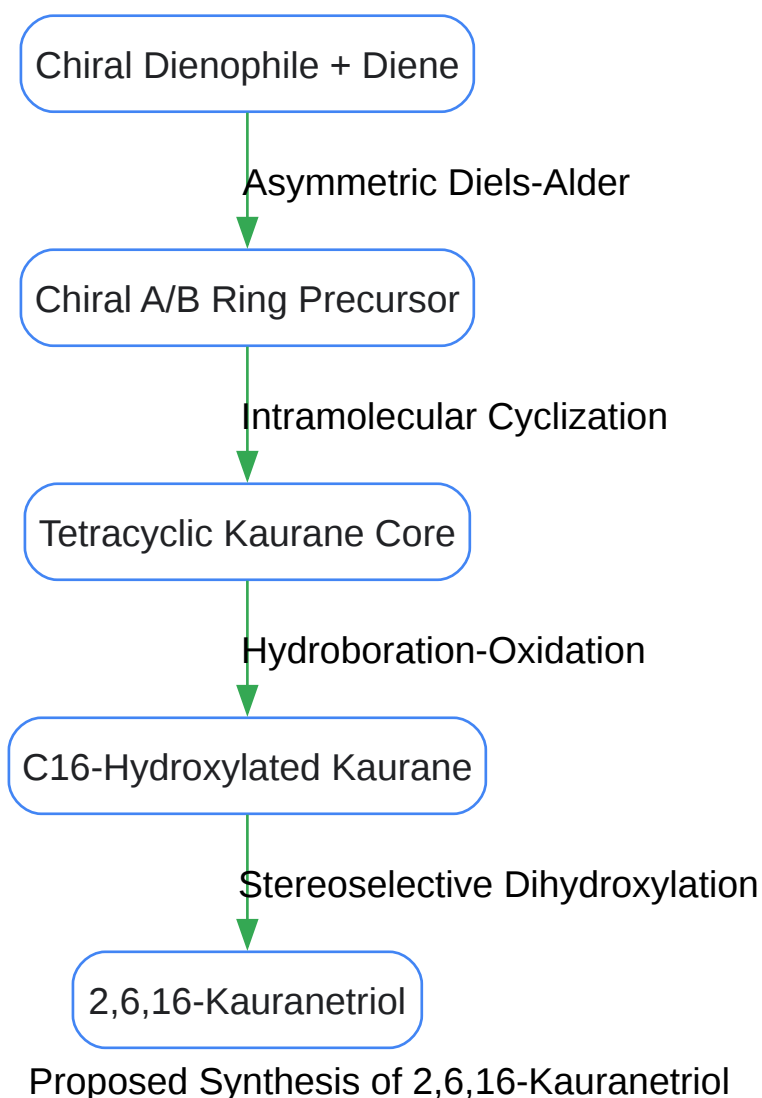 Chiral Dienophile + Diene
Asymmetric Diels-Alder
Chiral A/B Ring Precursor
Intramolecular Cyclization
Tetracyclic Kaurane Core
Hydroboration-Oxidation
C16-Hydroxylated Kaurane
Stereoselective Dihydroxylation
2,6,16-Kauranetriol
Proposed Synthesis of 2,6,16-Kauranetriol